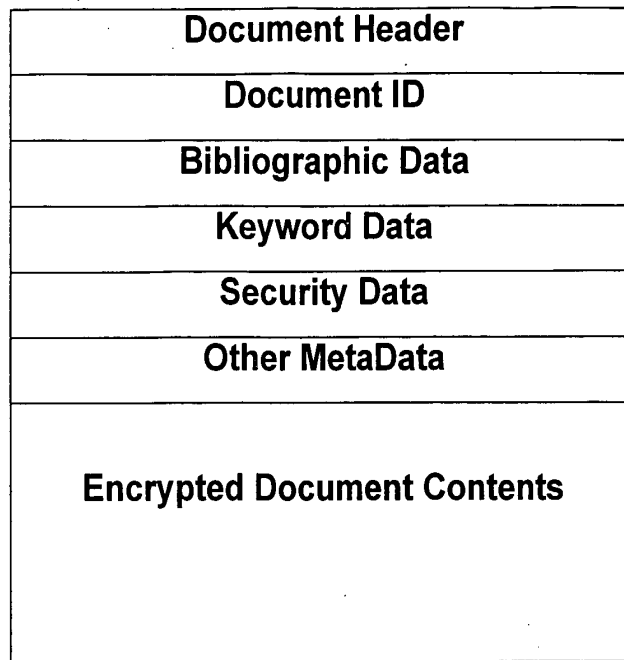 Document Header
Document ID
Bibliographic Data
Keyword Data
Security Data
Other MetaData
Encrypted Document Contents